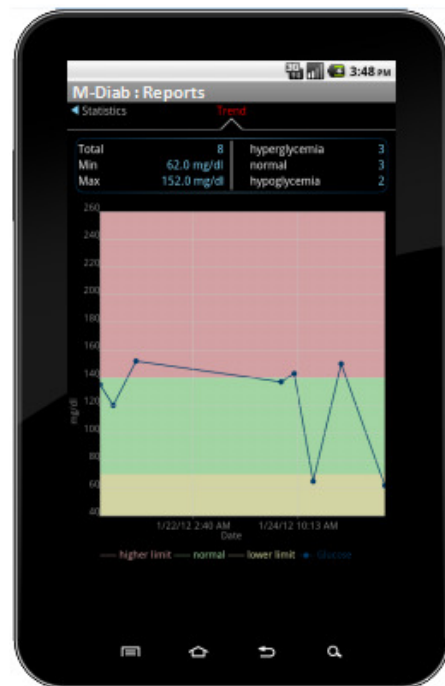 3G
3:48 PM
M-Diab : Reports
Statistics Trend
Total 8 hyperglycemia 3
Min 62.0 mg/dl normal 3
Max 152.0 mg/dl hypoglycemia 2
260
240
220
200
180
160
140
120
100
80
60
40
mg/dl
1/22/12 2:40 AM 1/24/12 10:13 AM
Date
higher limit normal lower limit Glucose